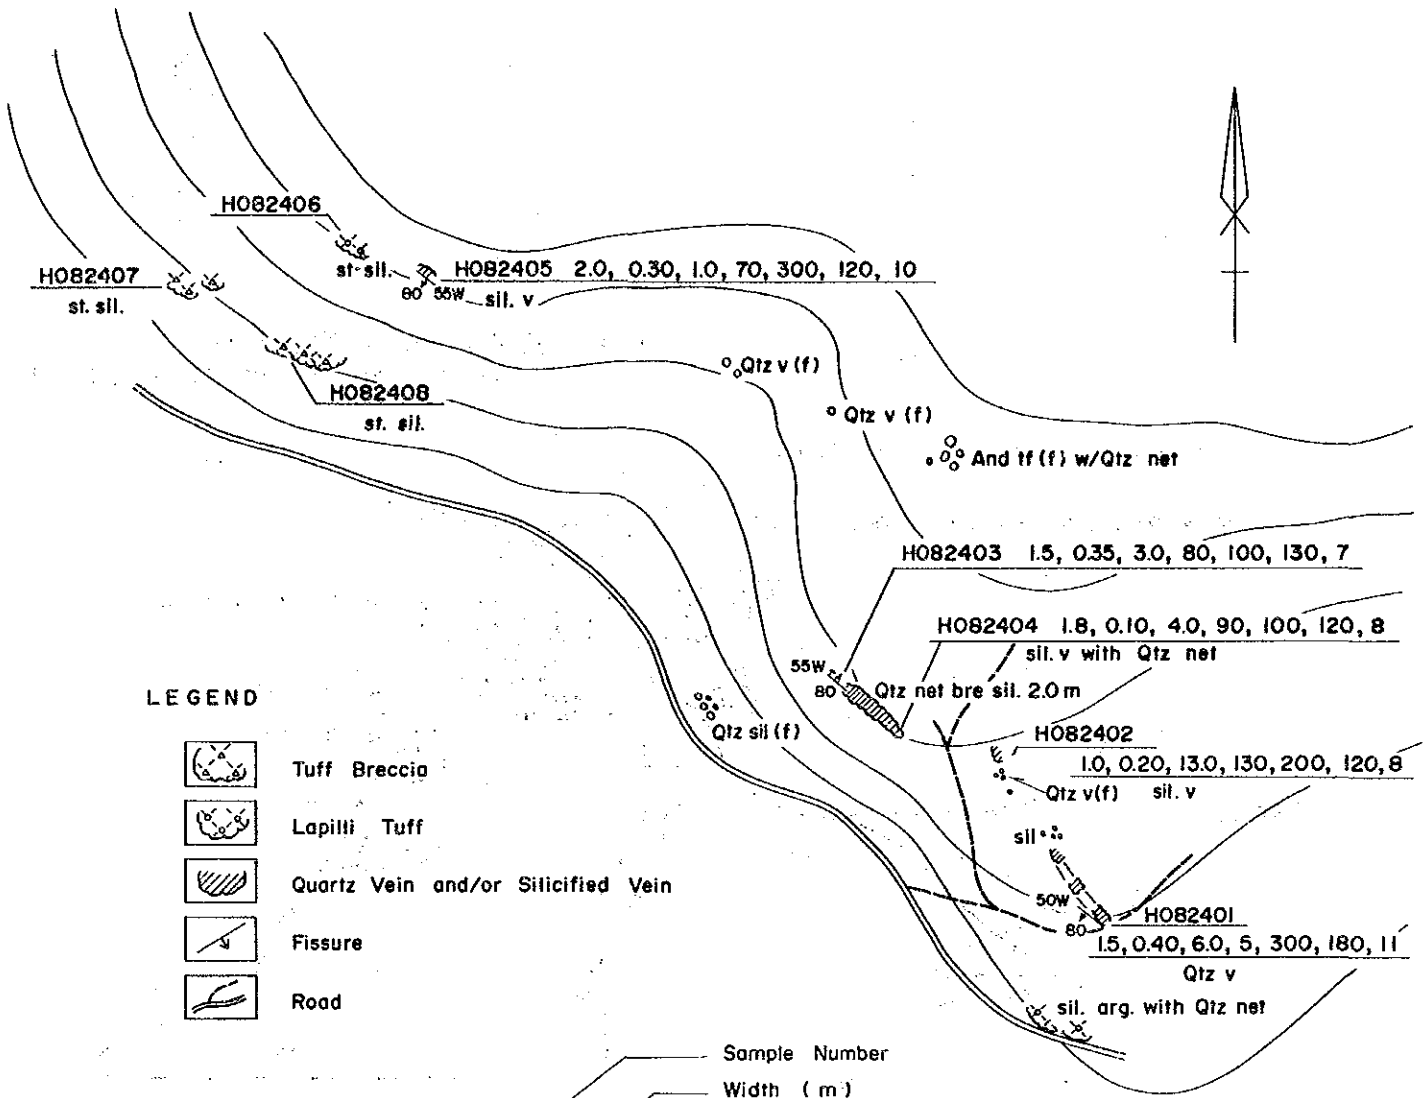 H082406
st-sil.
H082407
st. sil.
H082405 2.0, 0.30, 1.0, 70, 300, 120, 10
80 55W sil. v
H082408
st. sil.
Qtz v (f)
Qtz v (f)
And tf (f) w/Qtz net
H082403 1.5, 0.35, 3.0, 80, 100, 130, 7
H082404 1.8, 0.10, 4.0, 90, 100, 120, 8
sil. v with Qtz net
55W
80
Qtz net bre sil. 2.0 m
Qtz sil (f)
H082402
1.0, 0.20, 13.0, 130, 200, 120, 8
Qtz v(f) sil. v
sil
50W
80
H082401
1.5, 0.40, 6.0, 5, 300, 180, 11
Qtz v
sil. arg. with Qtz net
LEGEND
Tuff Breccia
Lapilli Tuff
Quartz Vein and/or Silicified Vein
Fissure
Road
Sample Number
Width (m)